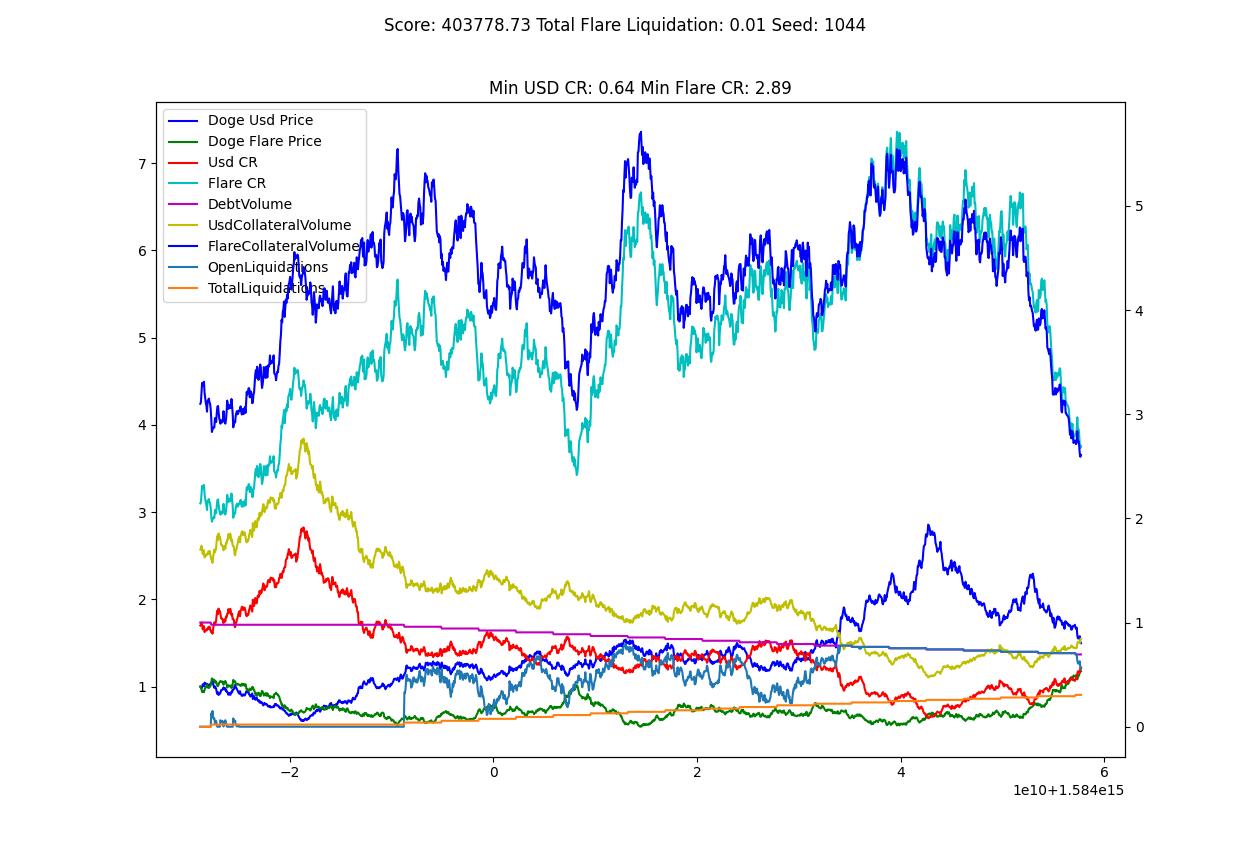 Score: 403778.73 Total Flare Liquidation: 0.01 Seed: 1044
Min USD CR: 0.64 Min Flare CR: 2.89
Doge Usd Price
Doge Flare Price
Usd CR
Flare CR
DebtVolume
UsdCollateralVolume
FlareCollateralVolume
OpenLiquidations
TotalLiquidations
7
6
5
4
3
2
1
5
4
3
2
1
0
−2
0
2
4
6
1e10+1.584e15